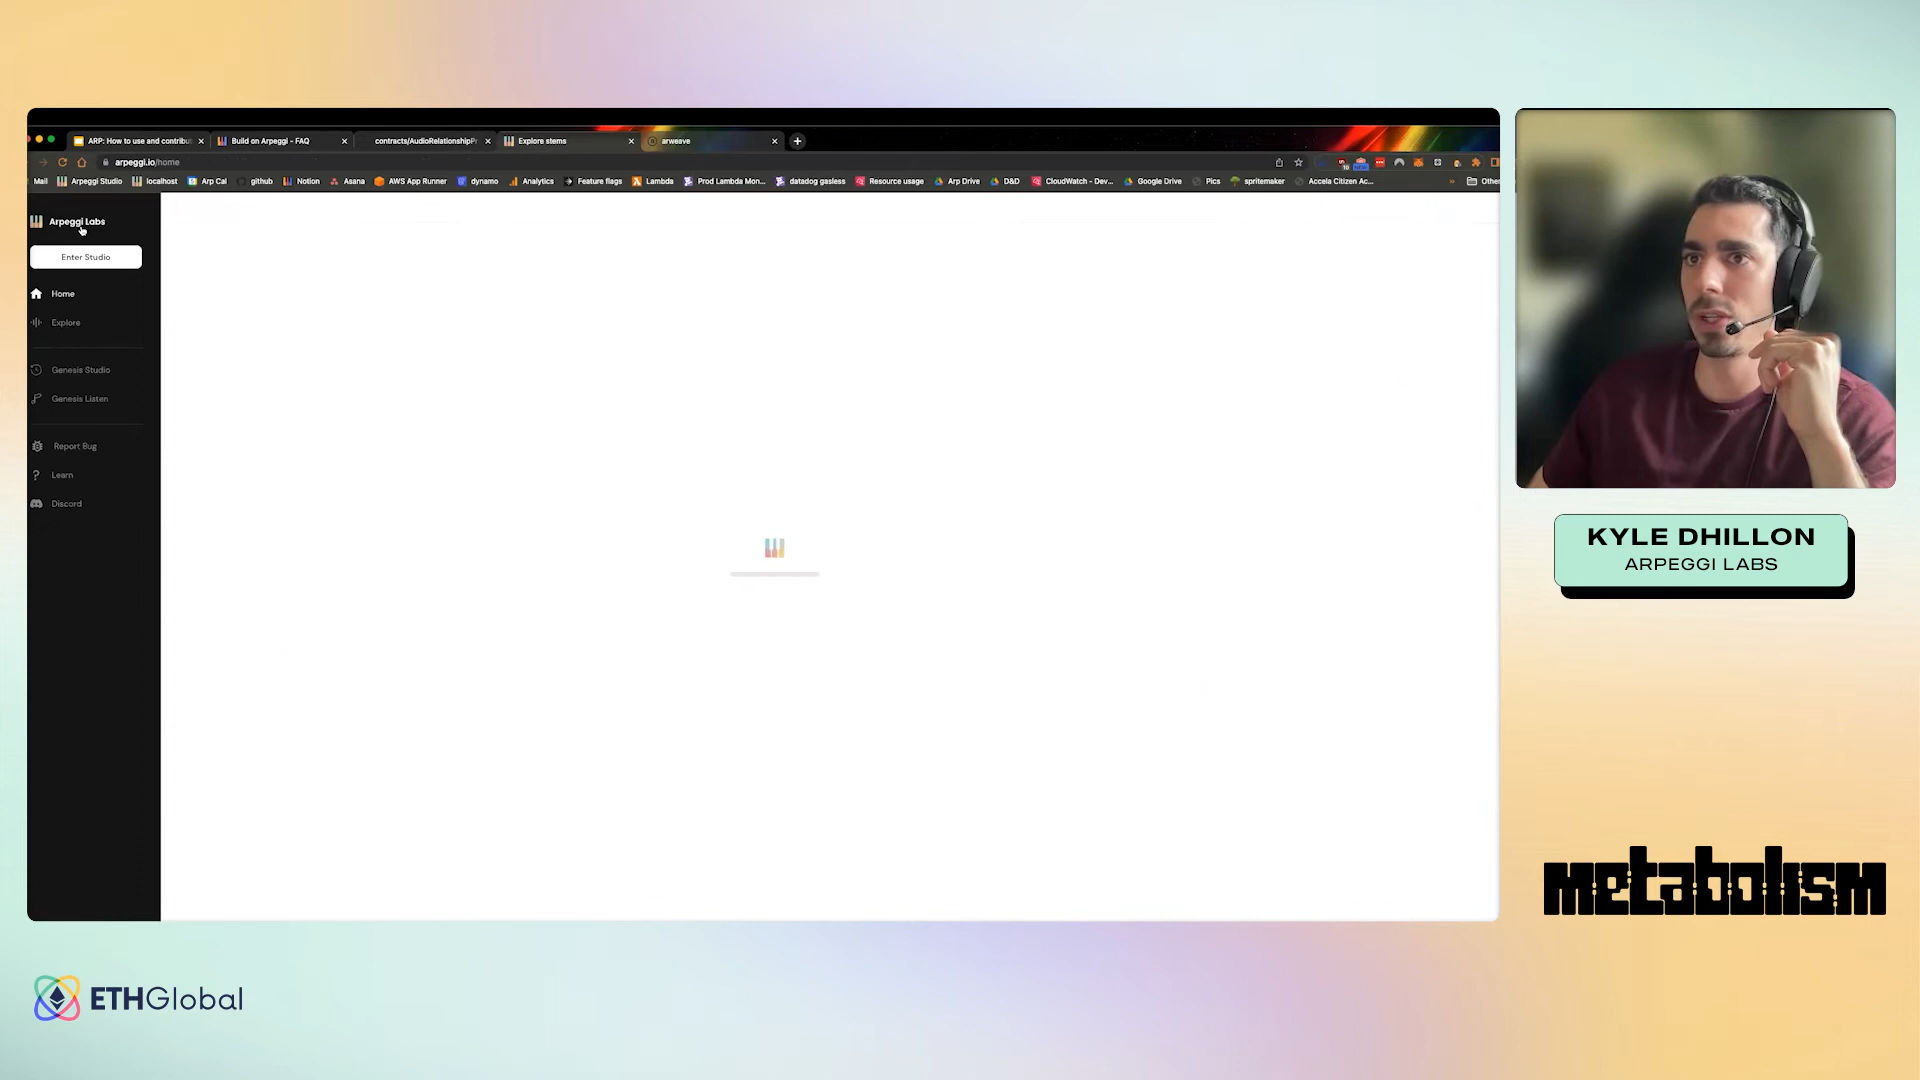 ARP: How to use and contribut
Build on Arpeggi - FAQ
contracts/AudioRelationshipPr
Explore stems
arweave
arpeggi.io/home
Mail
Arpeggi Studio
localhost
Arp Cal
github
Notion
Asana
AWS App Runner
dynamo
Analytics
Feature flags
Lambda
Prod Lambda Mon...
datadog gasless
Resource usage
Arp Drive
D&D
CloudWatch - Dev...
Google Drive
Pics
spritemaker
Accela Citizen Ac...
Other
Arpeggi Labs
Enter Studio
Home
Explore
Genesis Studio
Genesis Listen
Report Bug
Learn
Discord
KYLE DHILLON
ARPEGGI LABS
metabolism
ETHGlobal